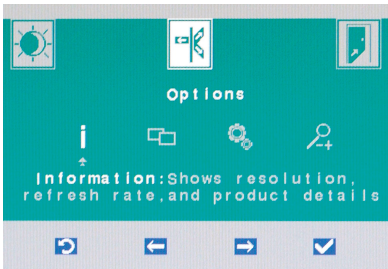 Options
i
Information:Shows resolution,
refresh rate,and product details